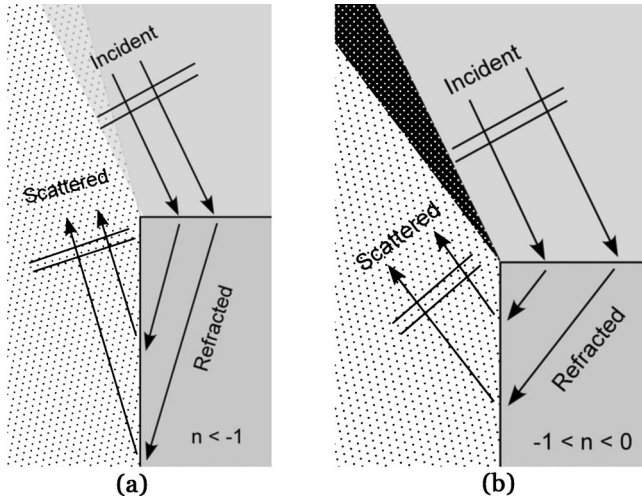 Incident
Scattered
Refracted
n < -1
(a)
Incident
Scattered
Refracted
-1 < n < 0
(b)